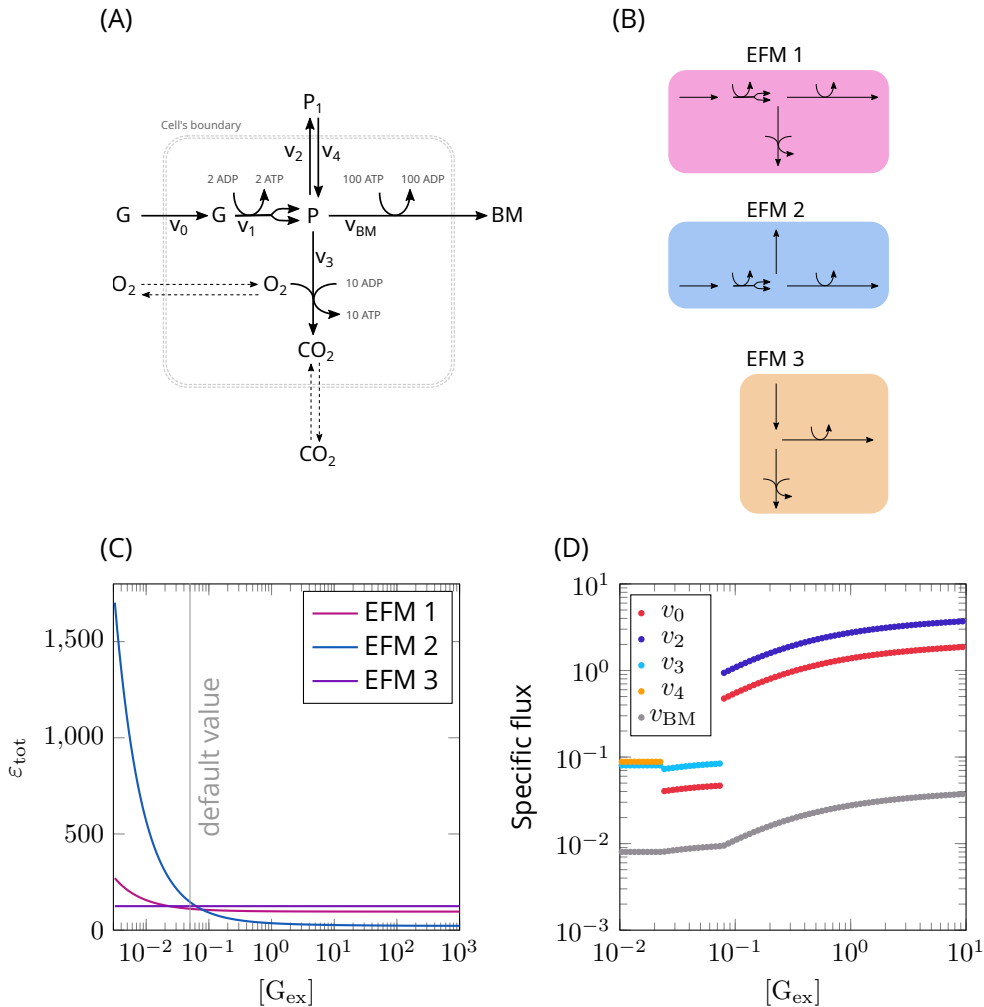 (A)
P1
Cell's boundary
v2
v4
2 ADP
2 ATP
100 ATP
100 ADP
G
v0
G
v1
P
vBM
BM
v3
O2
O2
10 ADP
10 ATP
CO2
CO2
(B)
EFM 1
EFM 2
EFM 3
(C)
1,500
1,000
500
0
εtot
default value
EFM 1
EFM 2
EFM 3
10−2
10−1
100
101
102
103
[Gex]
(D)
101
100
10−1
10−2
10−3
Specific flux
v0
v2
v3
v4
vBM
10−2
10−1
100
101
[Gex]